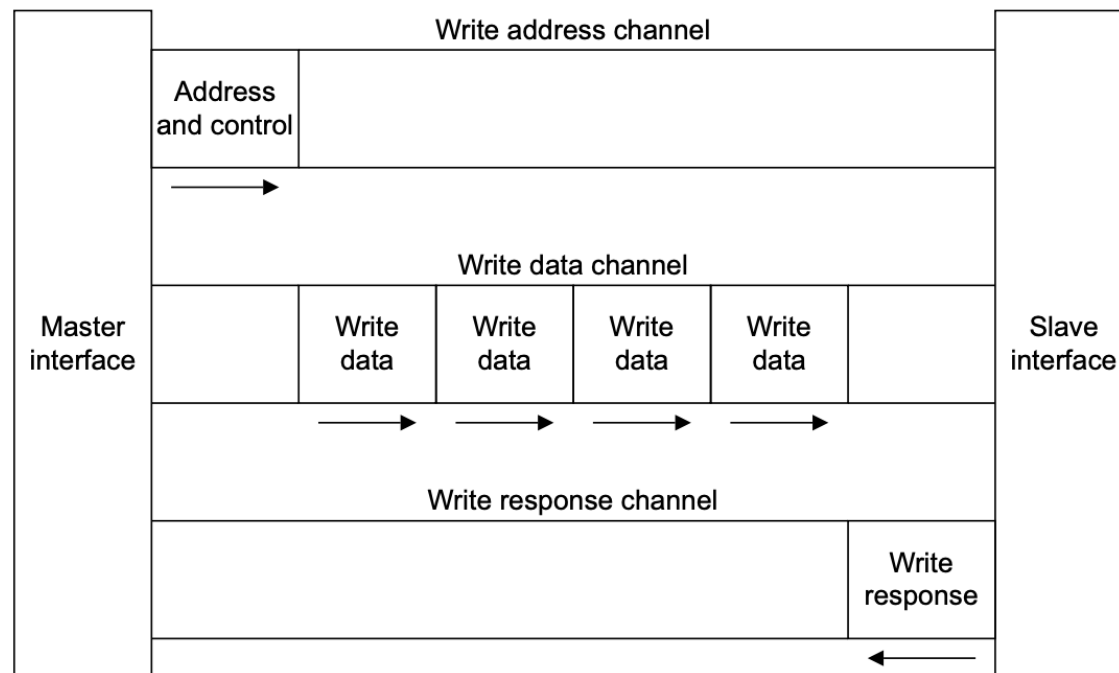 Write address channel
Address
and control
Write data channel
Master
interface
Write
data
Write
data
Write
data
Write
data
Slave
interface
Write response channel
Write
response